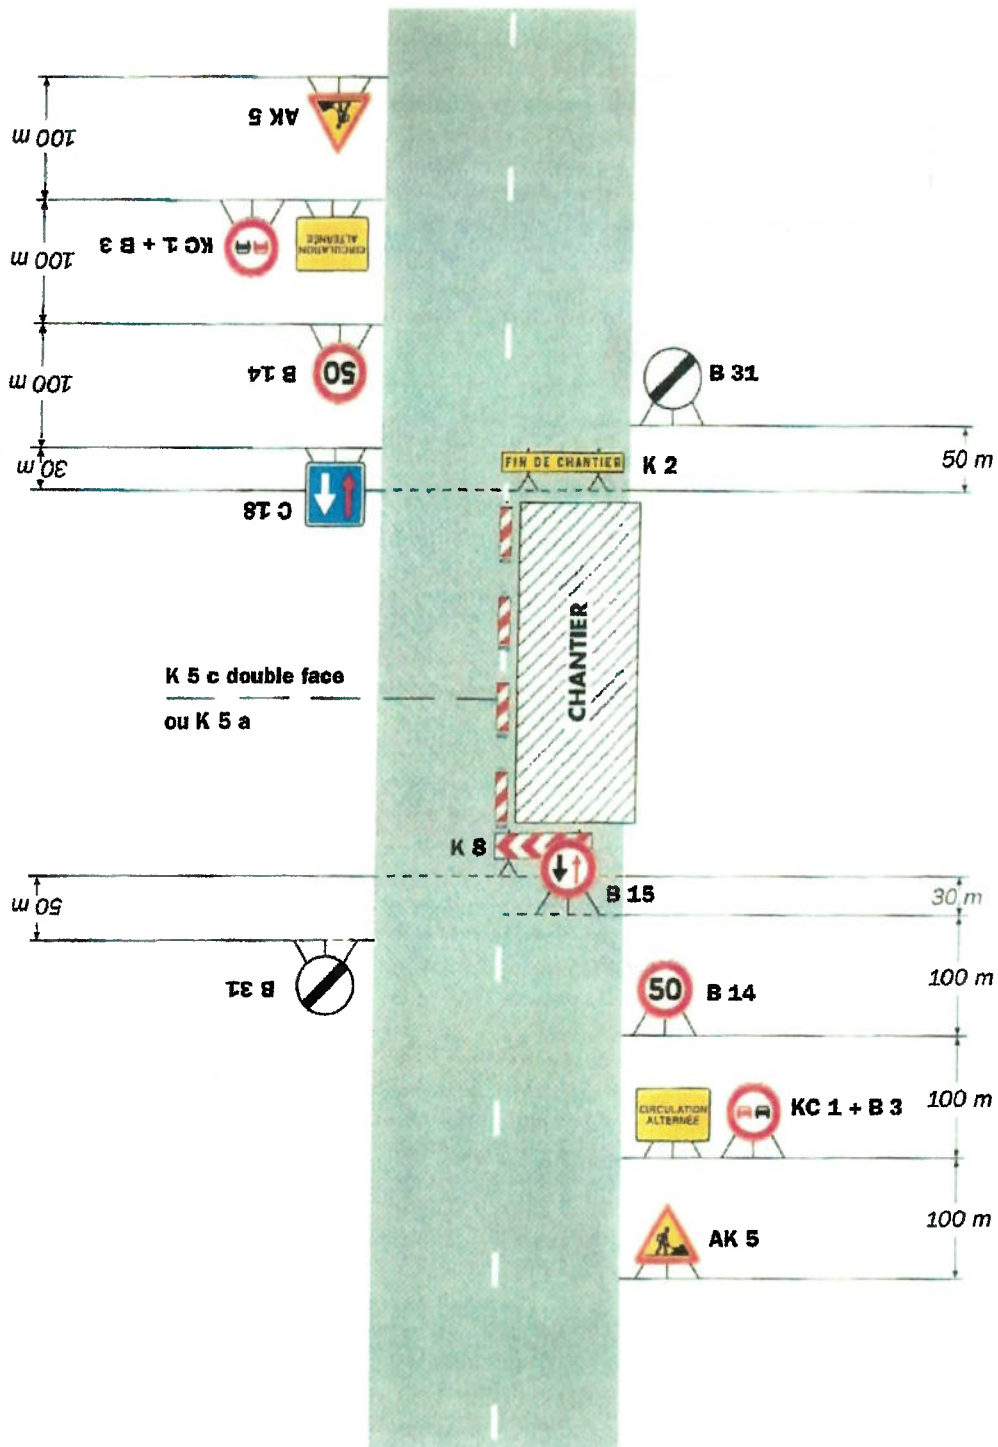 100 m
AK 5
100 m
KC 1 + B 3
CIRCULATION
ALTERNÉE
100 m
B 14
50
B 31
30 m
C 18
FIN DE CHANTIER
K 2
50 m
CHANTIER
K 5 c double face
ou K 5 a
K 8
B 15
30 m
50 m
B 31
50
B 14
100 m
CIRCULATION
ALTERNÉE
KC 1 + B 3
100 m
AK 5
100 m